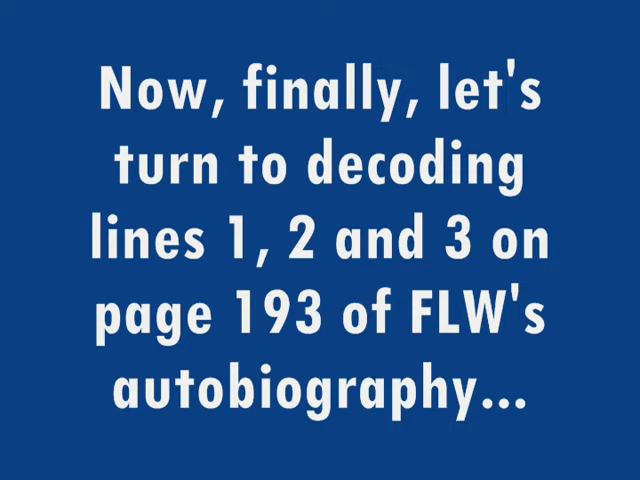 Now, finally, let's
turn to decoding
lines 1, 2 and 3 on
page 193 of FLW's
autobiography...